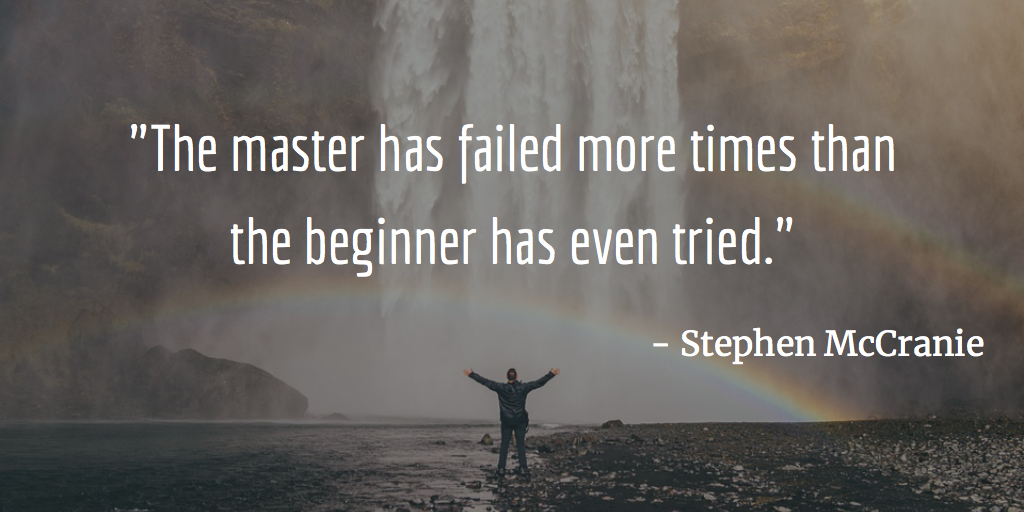 ”The master has failed more times than
the beginner has even tried.”
- Stephen McCranie